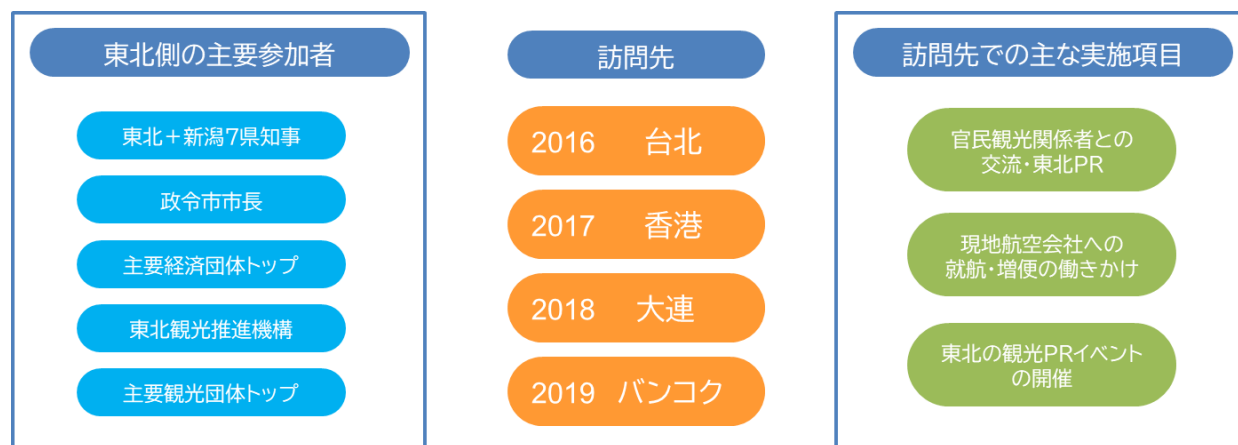 東北側の主要参加者
東北＋新潟7県知事
政令市市長
主要経済団体トップ
東北観光推進機構
主要観光団体トップ
訪問先
2016 台北
2017 香港
2018 大連
2019 バンコク
訪問先での主な実施項目
官民観光関係者との
交流・東北PR
現地航空会社への
就航・増便の働きかけ
東北の観光PRイベント
の開催